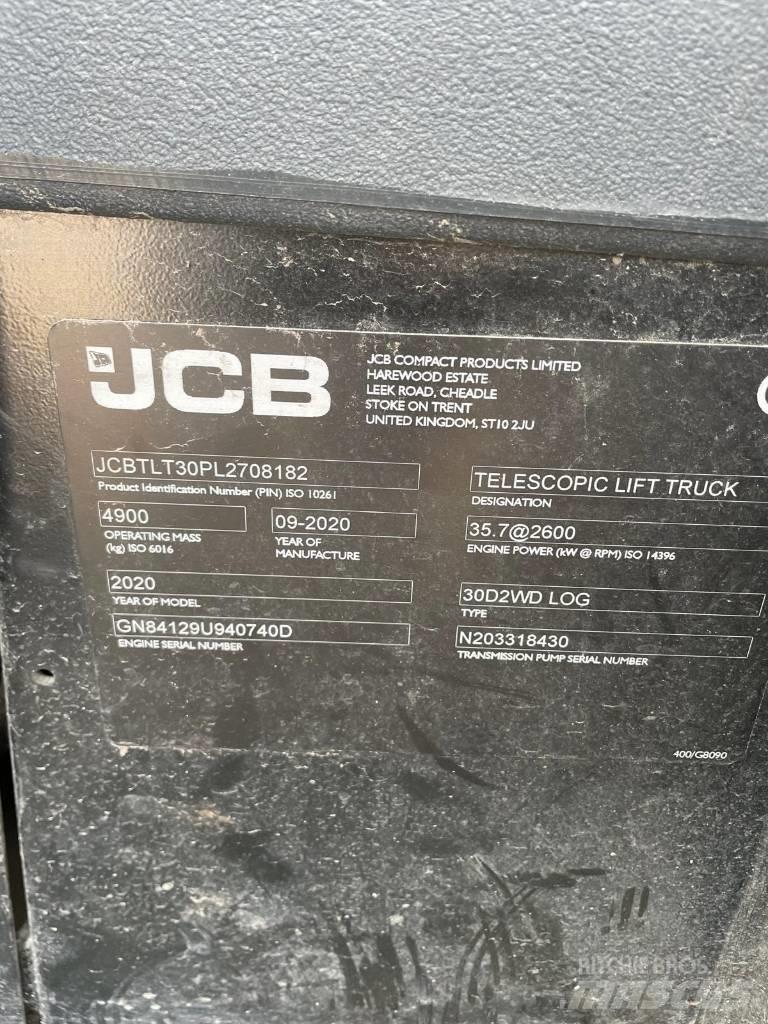 JCB
JCB COMPACT PRODUCTS LIMITED
HAREWOOD ESTATE
LEEK ROAD, CHEADLE
STOKE ON TRENT
UNITED KINGDOM, ST10 2JU
JCBTLT30PL2708182
Product Identification Number (PIN) ISO 10261
TELESCOPIC LIFT TRUCK
DESIGNATION
4900
OPERATING MASS
(kg) ISO 6016
09-2020
YEAR OF
MANUFACTURE
35.7@2600
ENGINE POWER (kW @ RPM) ISO 14396
2020
YEAR OF MODEL
30D2WD LOG
TYPE
GN84129U940740D
ENGINE SERIAL NUMBER
N203318430
TRANSMISSION PUMP SERIAL NUMBER
400/G8090
RITCHIE BROS.
MASCUS